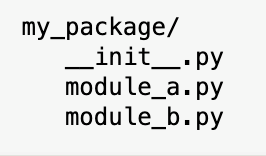 my_package/
    __init__.py
    module_a.py
    module_b.py